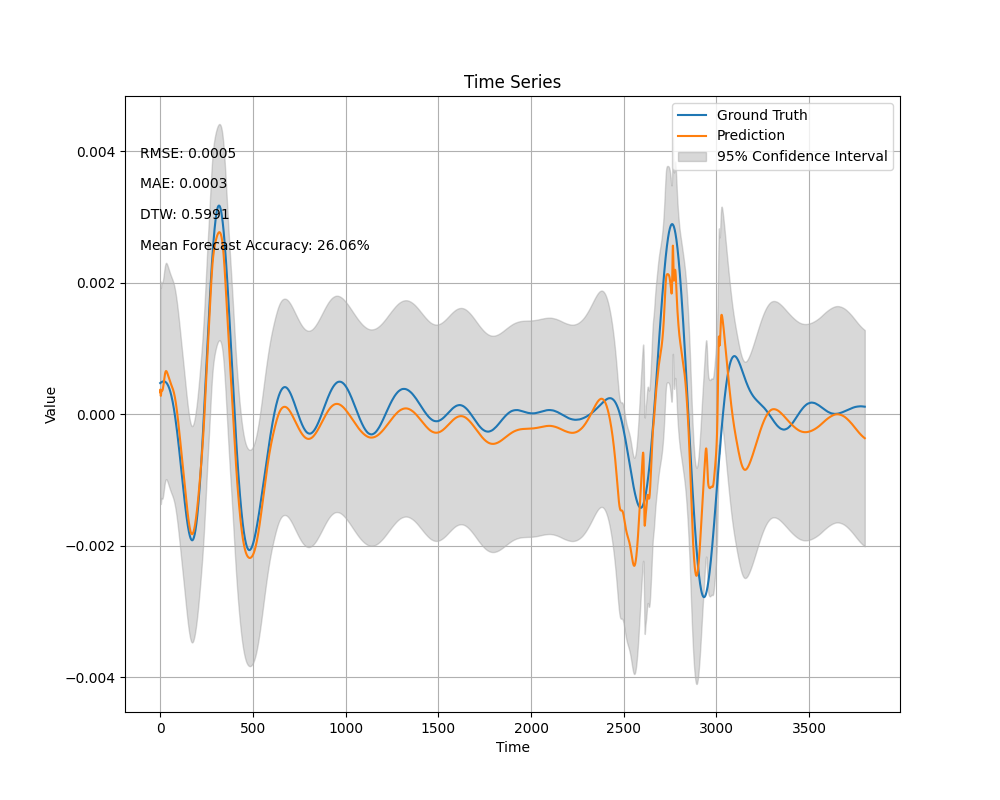 Time Series
Ground Truth
Prediction
95% Confidence Interval
RMSE: 0.0005
MAE: 0.0003
DTW: 0.5991
Mean Forecast Accuracy: 26.06%
Value
0.004
0.002
0.000
−0.002
−0.004
0
500
1000
1500
2000
2500
3000
3500
Time